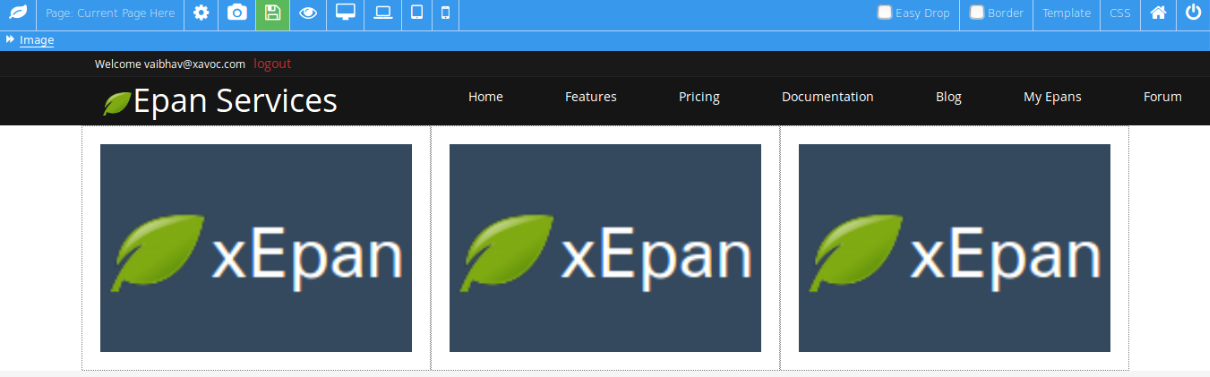 Page: Current Page Here Easy Drop Border Template CSS
Image
Welcome vaibhav@xavoc.com logout
Epan Services Home Features Pricing Documentation Blog My Epans Forum
xEpan xEpan xEpan